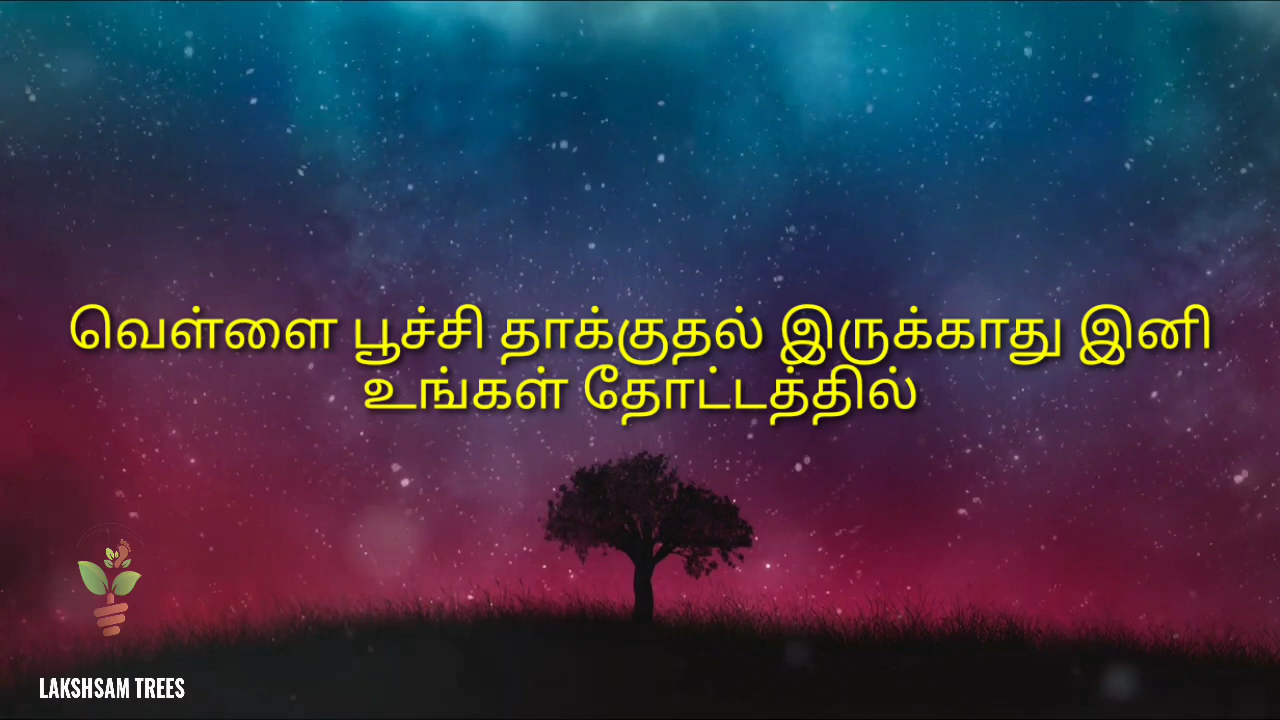 வெள்ளை பூச்சி தாக்குதல் இருக்காது இனி
உங்கள் தோட்டத்தில்
LAKSHSAM TREES